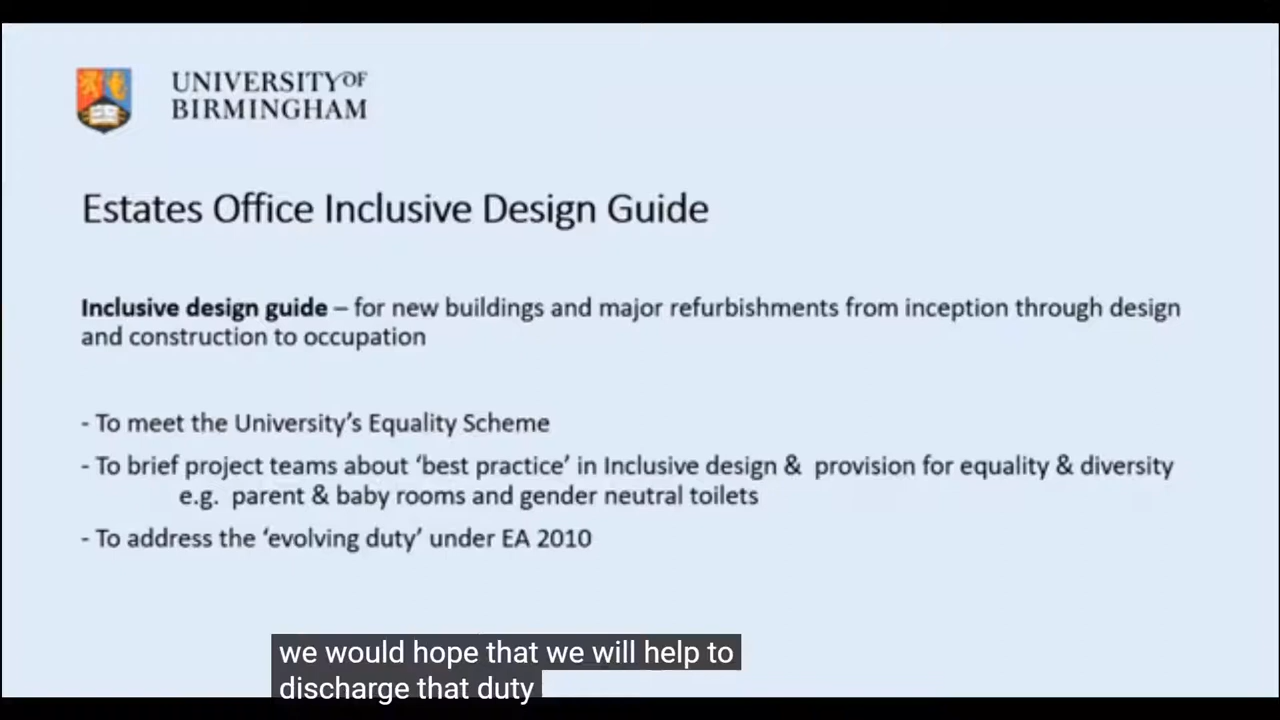 UNIVERSITY OF
BIRMINGHAM
Estates Office Inclusive Design Guide
Inclusive design guide – for new buildings and major refurbishments from inception through design
and construction to occupation
- To meet the University's Equality Scheme
- To brief project teams about 'best practice' in Inclusive design & provision for equality & diversity
e.g. parent & baby rooms and gender neutral toilets
- To address the 'evolving duty' under EA 2010
we would hope that we will help to
discharge that duty